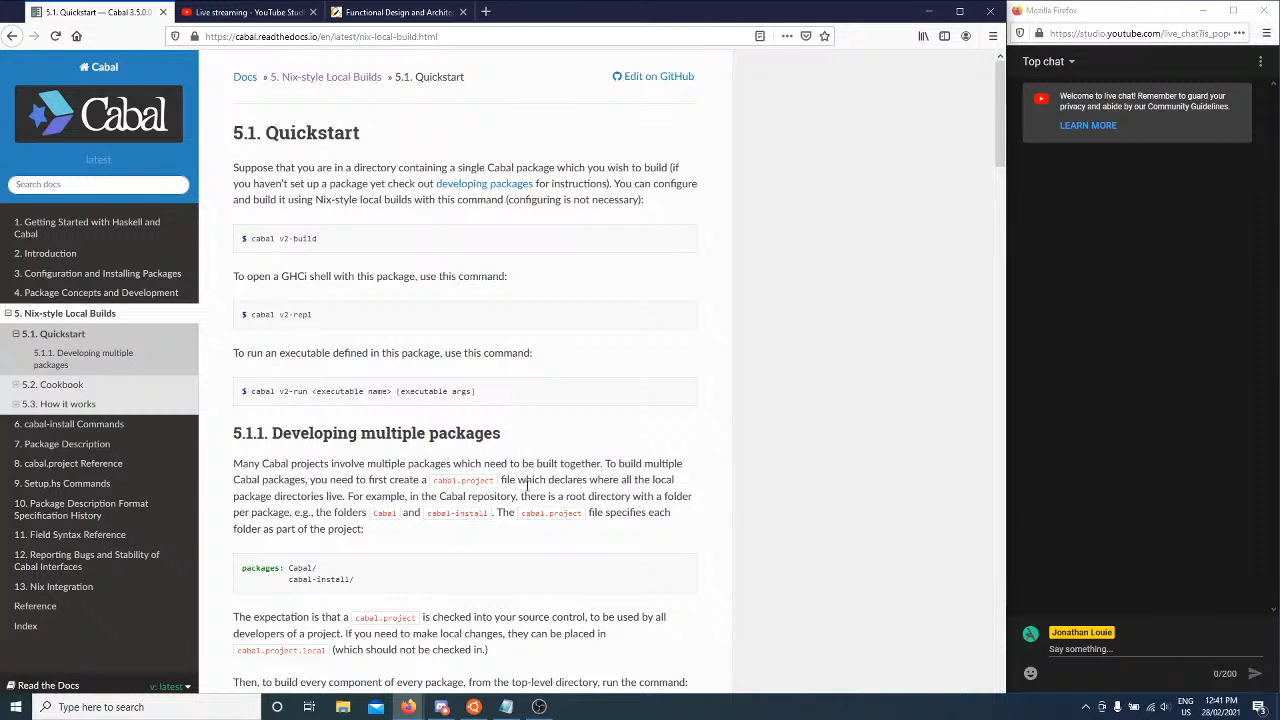 5.1. Quickstart — Cabal 3.5.0.0
Live streaming - YouTube Studi
Functional Design and Architec
Mozilla Firefox
https://cabal.readthedocs.io/en/latest/nix-local-build.html
https://studio.youtube.com/live_chat?is_pop
Cabal
Cabal
latest
Search docs
1. Getting Started with Haskell and
Cabal
2. Introduction
3. Configuration and Installing Packages
4. Package Concepts and Development
5. Nix-style Local Builds
5.1. Quickstart
5.1.1. Developing multiple
packages
5.2. Cookbook
5.3. How it works
6. cabal-install Commands
7. Package Description
8. cabal.project Reference
9. Setup.hs Commands
10. Package Description Format
Specification History
11. Field Syntax Reference
12. Reporting Bugs and Stability of
Cabal Interfaces
13. Nix Integration
Reference
Index
Read the Docs
v: latest
Docs » 5. Nix-style Local Builds » 5.1. Quickstart
Edit on GitHub
5.1. Quickstart
Suppose that you are in a directory containing a single Cabal package which you wish to build (if
you haven't set up a package yet check out developing packages for instructions). You can configure
and build it using Nix-style local builds with this command (configuring is not necessary):
$ cabal v2-build
To open a GHCi shell with this package, use this command:
$ cabal v2-repl
To run an executable defined in this package, use this command:
$ cabal v2-run <executable name> [executable args]
5.1.1. Developing multiple packages
Many Cabal projects involve multiple packages which need to be built together. To build multiple
Cabal packages, you need to first create a cabal.project file which declares where all the local
package directories live. For example, in the Cabal repository, there is a root directory with a folder
per package, e.g., the folders Cabal and cabal-install. The cabal.project file specifies each
folder as part of the project:
packages: Cabal/
cabal-install/
The expectation is that a cabal.project is checked into your source control, to be used by all
developers of a project. If you need to make local changes, they can be placed in
cabal.project.local (which should not be checked in.)
Then, to build every component of every package, from the top-level directory, run the command:
Top chat
Welcome to live chat! Remember to guard your
privacy and abide by our Community Guidelines.
LEARN MORE
Jonathan Louie
Say something...
0/200
Type here to search
ENG
US
12:41 PM
28/02/2021